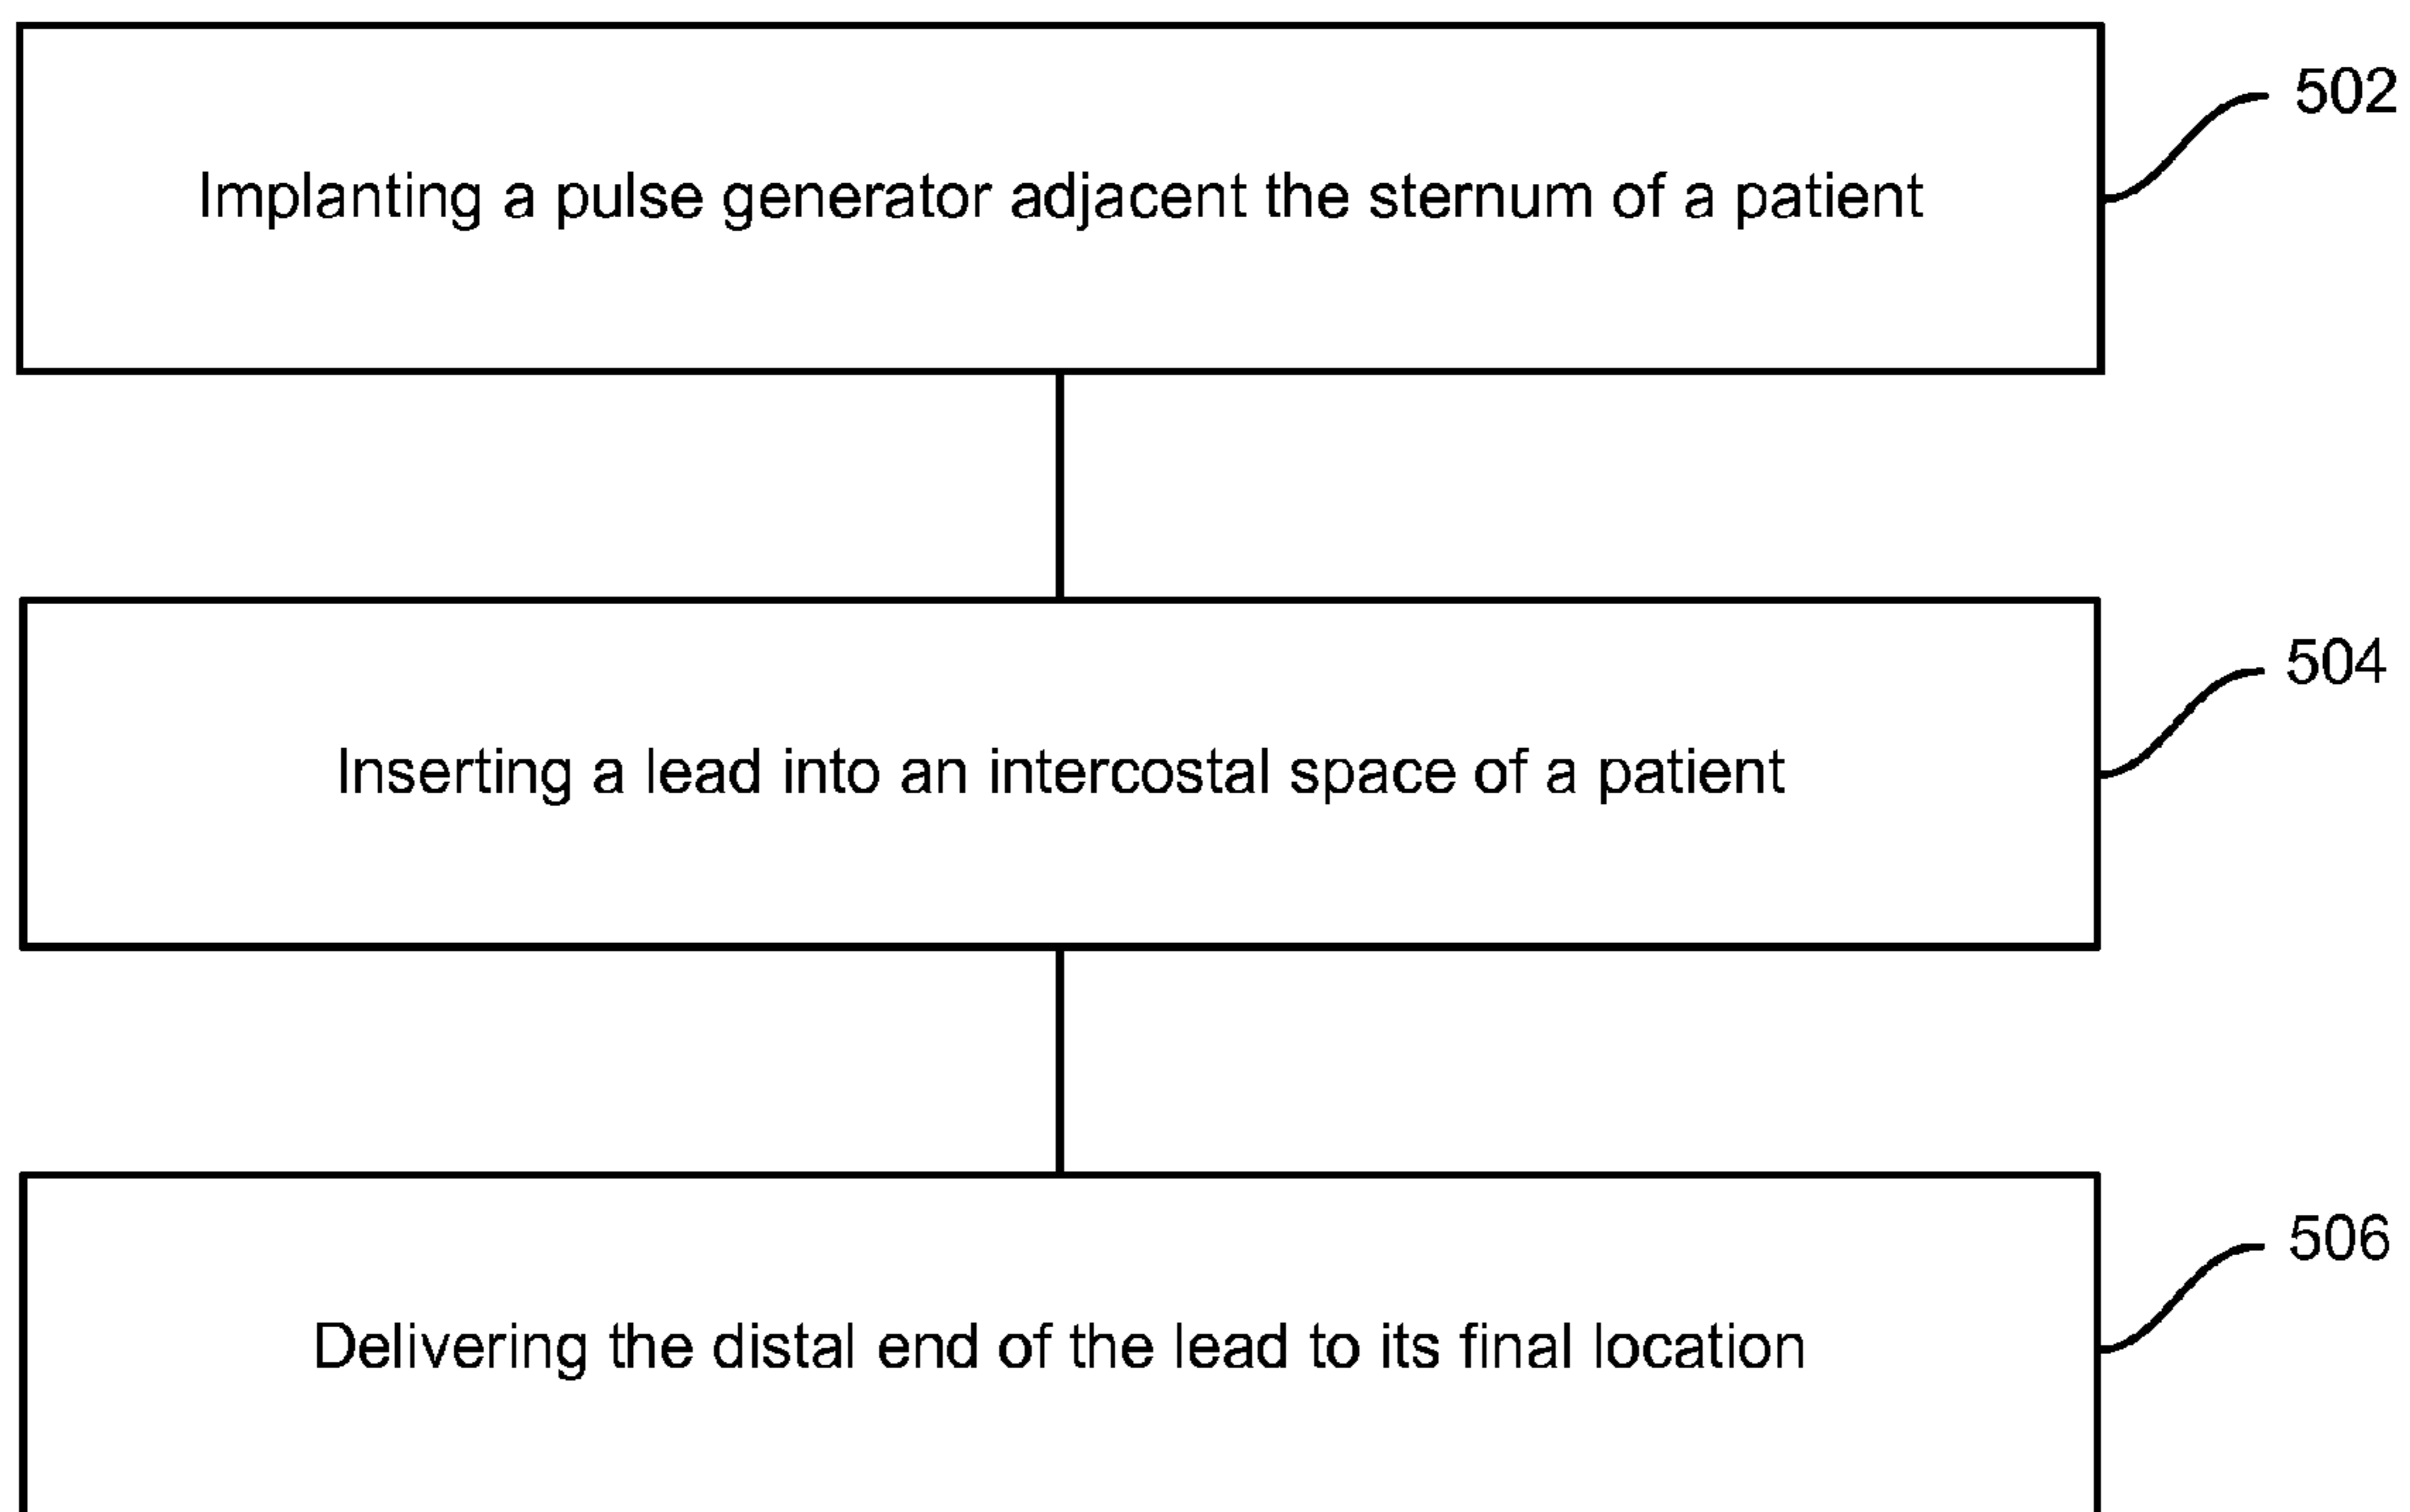 502
Implanting a pulse generator adjacent the sternum of a patient
504
Inserting a lead into an intercostal space of a patient
506
Delivering the distal end of the lead to its final location